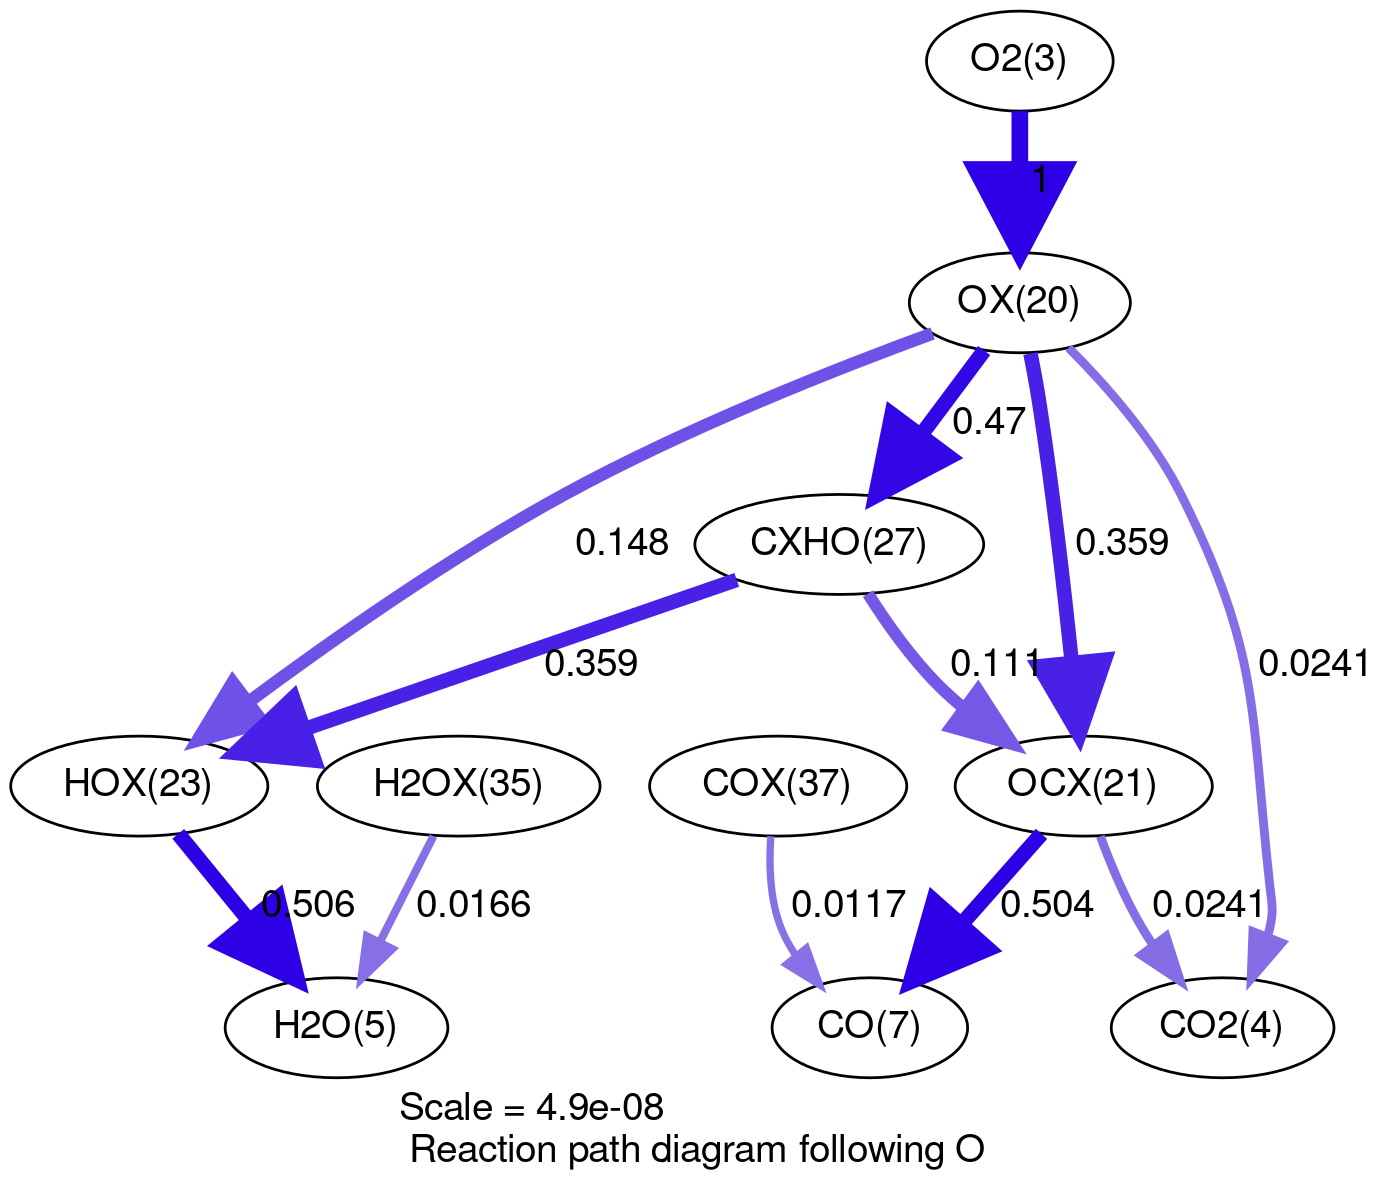 O2(3)
1
OX(20)
0.47
0.148
CXHO(27)
0.359
0.359
0.111
0.0241
HOX(23)
H2OX(35)
COX(37)
OCX(21)
0.506
0.0166
0.0117
0.504
0.0241
H2O(5)
CO(7)
CO2(4)
Scale = 4.9e-08
Reaction path diagram following O